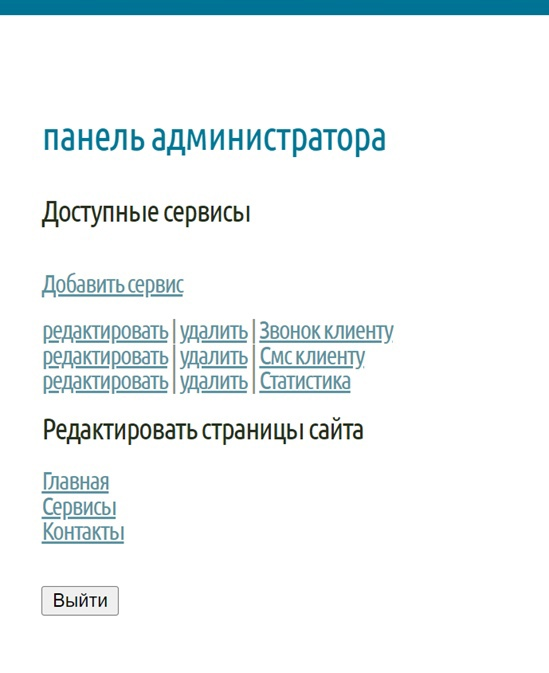 панель администратора
Доступные сервисы
Добавить сервис
редактировать | удалить | Звонок клиенту
редактировать | удалить | Смс клиенту
редактировать | удалить | Статистика
Редактировать страницы сайта
Главная
Сервисы
Контакты
Выйти